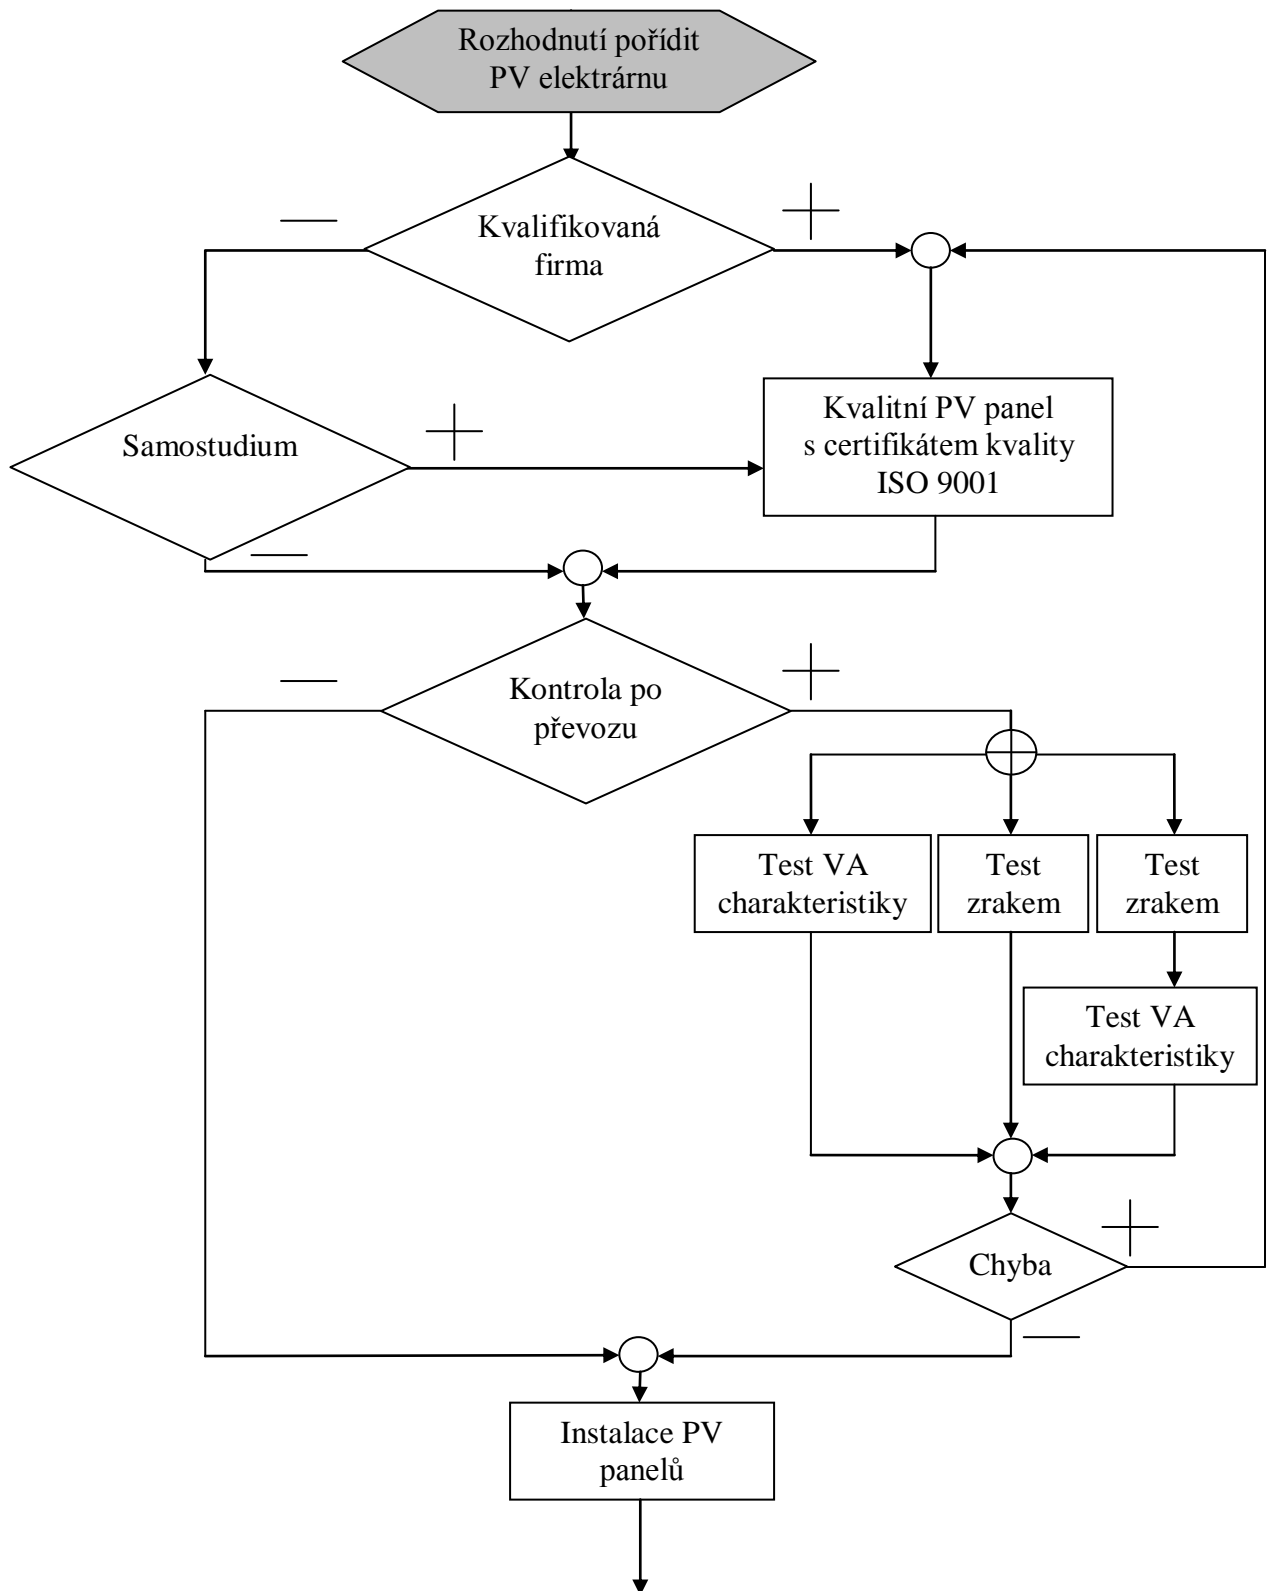 Rozhodnutí pořídit
PV elektrárnu
Kvalifikovaná
firma
Samostudium
Kvalitní PV panel
s certifikátem kvality
ISO 9001
Kontrola po
převozu
Test VA
charakteristiky
Test
zrakem
Test
zrakem
Test VA
charakteristiky
Chyba
Instalace PV
panelů